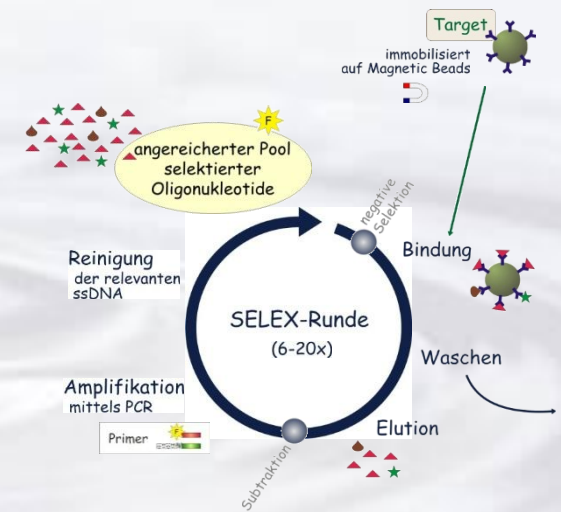 Target
immobilisiert
auf Magnetic Beads
F
angereicherter Pool
selektierter
Oligonukleotide
negative
Selektion
Bindung
Reinigung
der relevanten
ssDNA
SELEX-Runde
(6-20x)
Waschen
Amplifikation
mittels PCR
Primer
F
Elution
Subtraktion